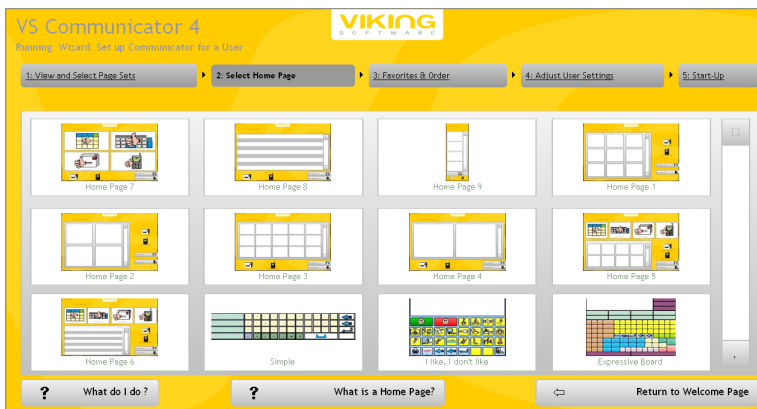 VS Communicator 4
VIKING
SOFTWARE
Running: Wizard: Set up Communicator for a User
1: View and Select Page Sets
2: Select Home Page
3: Favorites & Order
4: Adjust User Settings
5: Start-Up
Home Page 7
Home Page 8
Home Page 9
Home Page 1
Home Page 2
Home Page 3
Home Page 4
Home Page 5
Home Page 6
Simple
I like, I don't like
Expressive Board
? What do I do ?
? What is a Home Page?
Return to Welcome Page